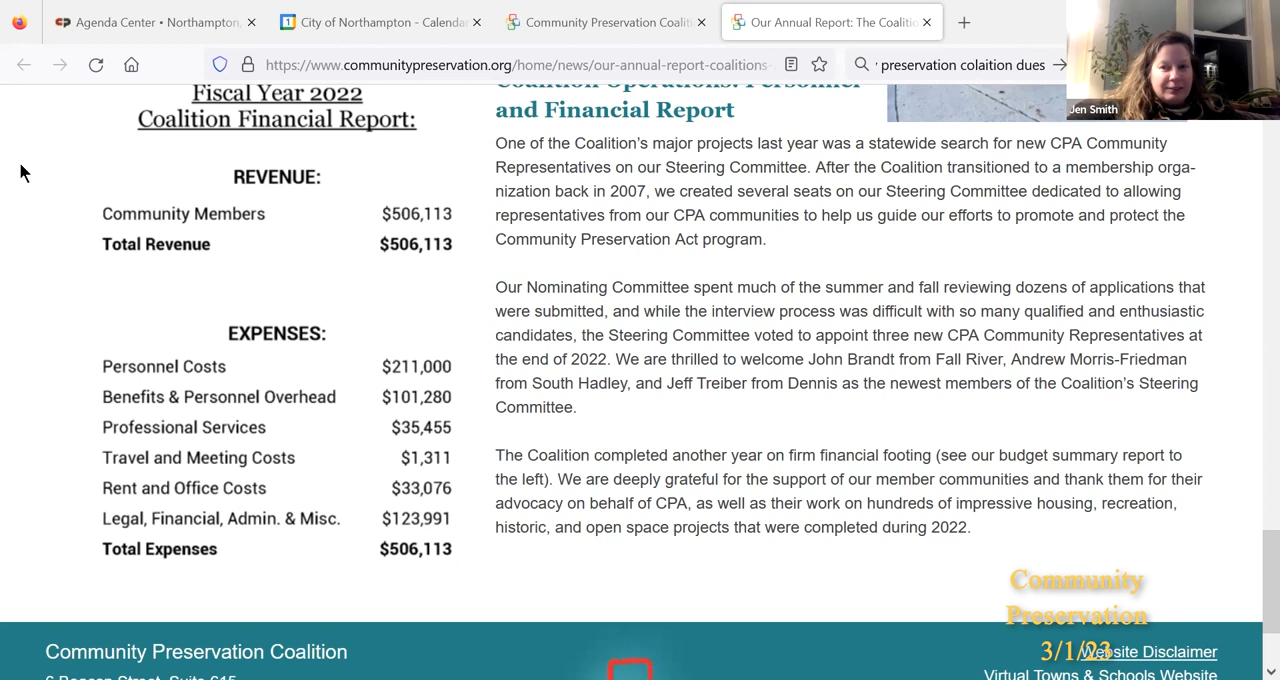 Agenda Center • Northampton,
City of Northampton - Calendar
Community Preservation Coaliti
Our Annual Report: The Coalitio
https://www.communitypreservation.org/home/news/our-annual-report-coalitions-
preservation colaition dues
Jen Smith
Fiscal Year 2022
Coalition Financial Report:
REVENUE:
Community Members $506,113
Total Revenue $506,113
EXPENSES:
Personnel Costs $211,000
Benefits & Personnel Overhead $101,280
Professional Services $35,455
Travel and Meeting Costs $1,311
Rent and Office Costs $33,076
Legal, Financial, Admin. & Misc. $123,991
Total Expenses $506,113
Coalition Operations: Personnel
and Financial Report
One of the Coalition's major projects last year was a statewide search for new CPA Community
Representatives on our Steering Committee. After the Coalition transitioned to a membership orga-
nization back in 2007, we created several seats on our Steering Committee dedicated to allowing
representatives from our CPA communities to help us guide our efforts to promote and protect the
Community Preservation Act program.
Our Nominating Committee spent much of the summer and fall reviewing dozens of applications that
were submitted, and while the interview process was difficult with so many qualified and enthusiastic
candidates, the Steering Committee voted to appoint three new CPA Community Representatives at
the end of 2022. We are thrilled to welcome John Brandt from Fall River, Andrew Morris-Friedman
from South Hadley, and Jeff Treiber from Dennis as the newest members of the Coalition's Steering
Committee.
The Coalition completed another year on firm financial footing (see our budget summary report to
the left). We are deeply grateful for the support of our member communities and thank them for their
advocacy on behalf of CPA, as well as their work on hundreds of impressive housing, recreation,
historic, and open space projects that were completed during 2022.
Community
Preservation
3/1/23
Community Preservation Coalition
6 Beacon Street, Suite 615
Website Disclaimer
Virtual Towns & Schools Website